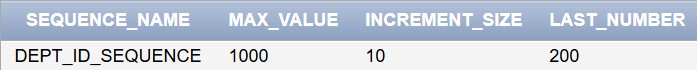 SEQUENCE_NAME MAX_VALUE INCREMENT_SIZE LAST_NUMBER
DEPT_ID_SEQUENCE 1000 10 200